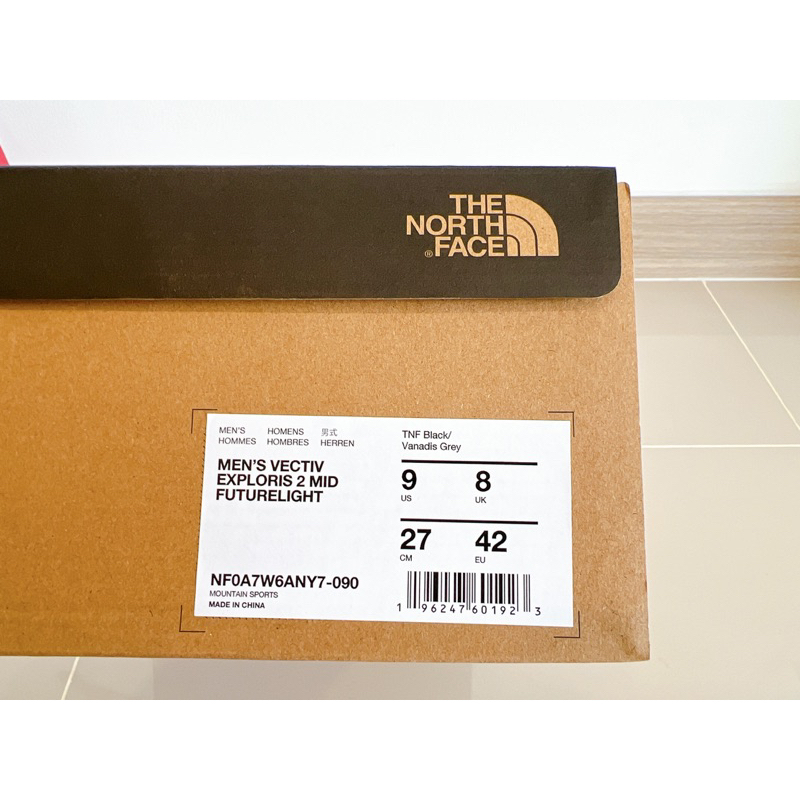 THE
NORTH
® FACE
MEN'S HOMENS 男式
HOMMES HOMBRES HERREN
MEN'S VECTIV
EXPLORIS 2 MID
FUTURELIGHT
NF0A7W6ANY7-090
MOUNTAIN SPORTS
MADE IN CHINA
TNF Black/
Vanadis Grey
9 8
US UK
27 42
CM EU
1 96247 60192 3